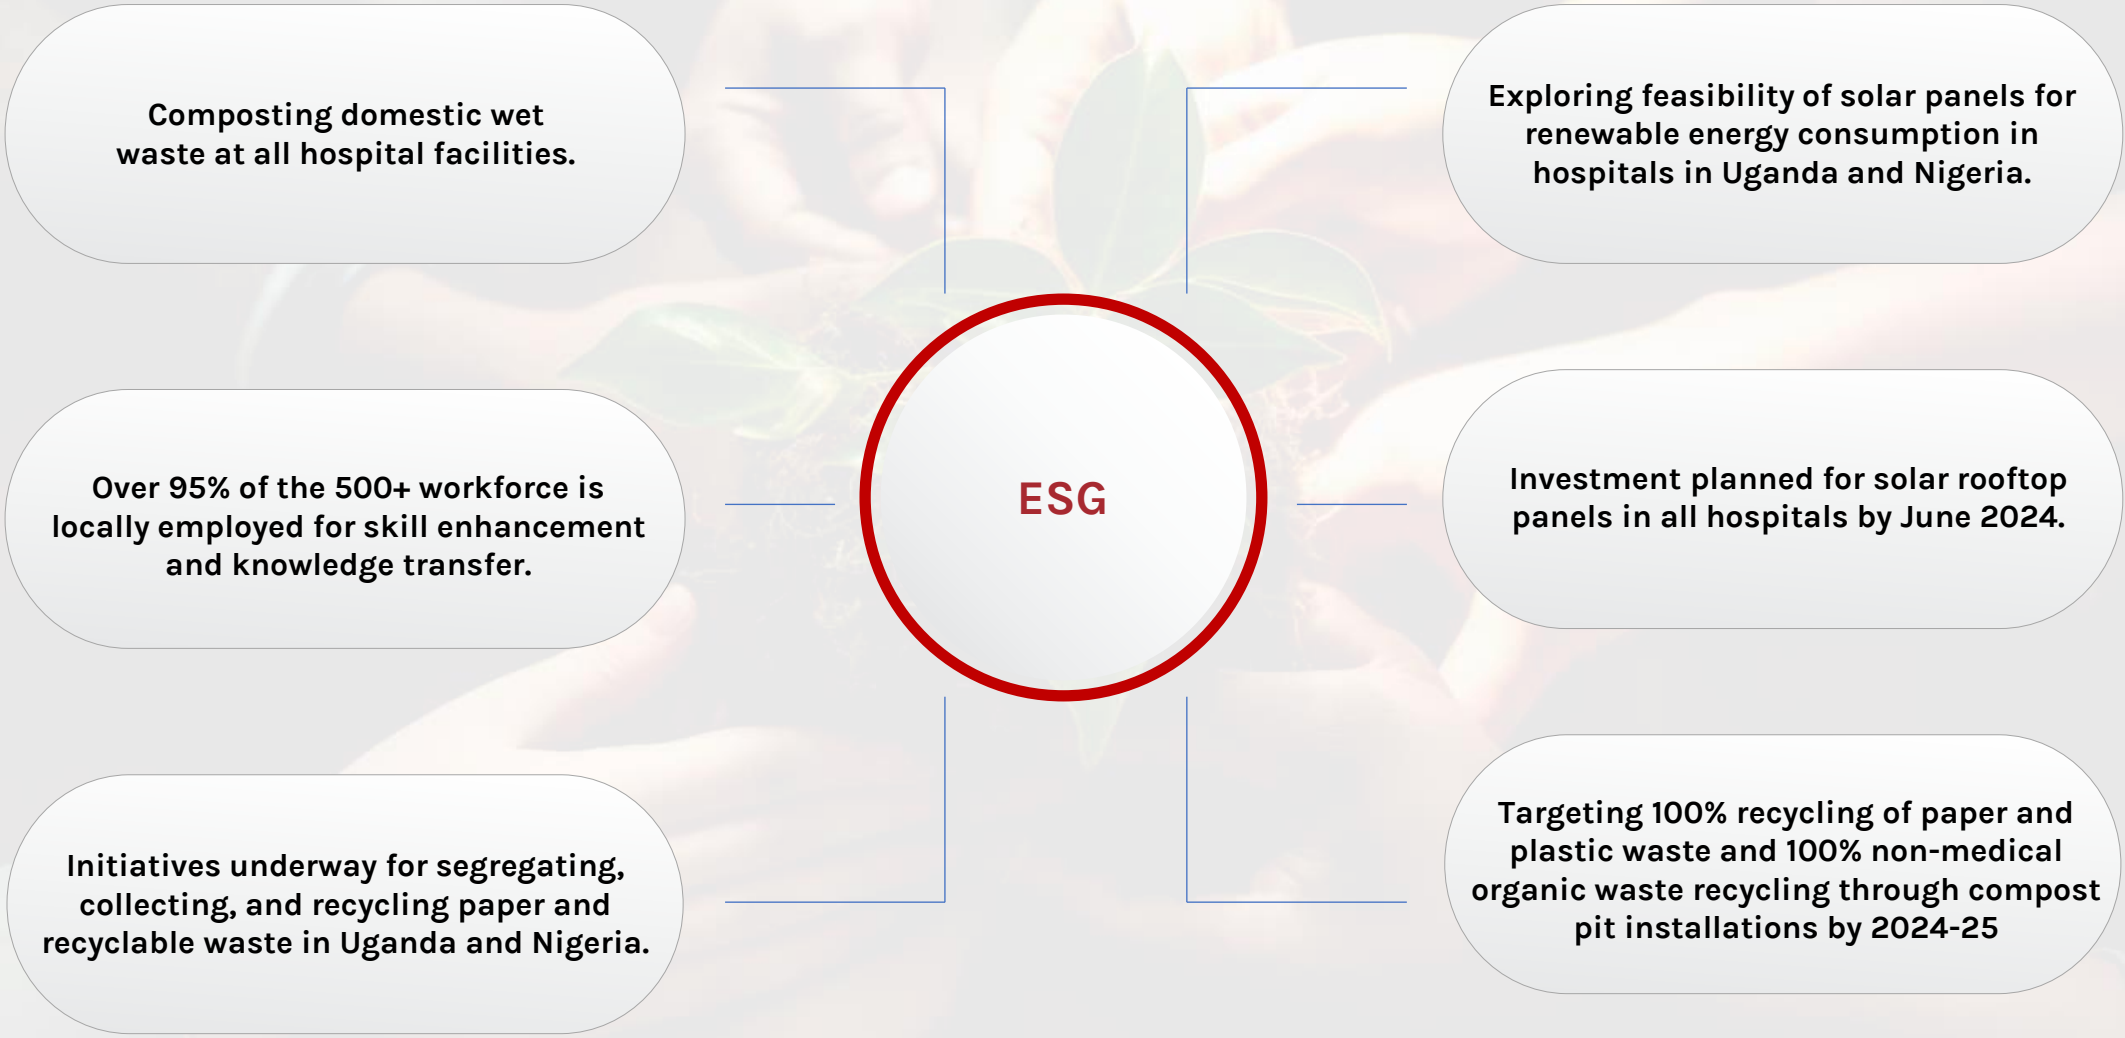 Composting domestic wet
waste at all hospital facilities.
Over 95% of the 500+ workforce is
locally employed for skill enhancement
and knowledge transfer.
Initiatives underway for segregating,
collecting, and recycling paper and
recyclable waste in Uganda and Nigeria.
ESG
Exploring feasibility of solar panels for
renewable energy consumption in
hospitals in Uganda and Nigeria.
Investment planned for solar rooftop
panels in all hospitals by June 2024.
Targeting 100% recycling of paper and
plastic waste and 100% non-medical
organic waste recycling through compost
pit installations by 2024-25